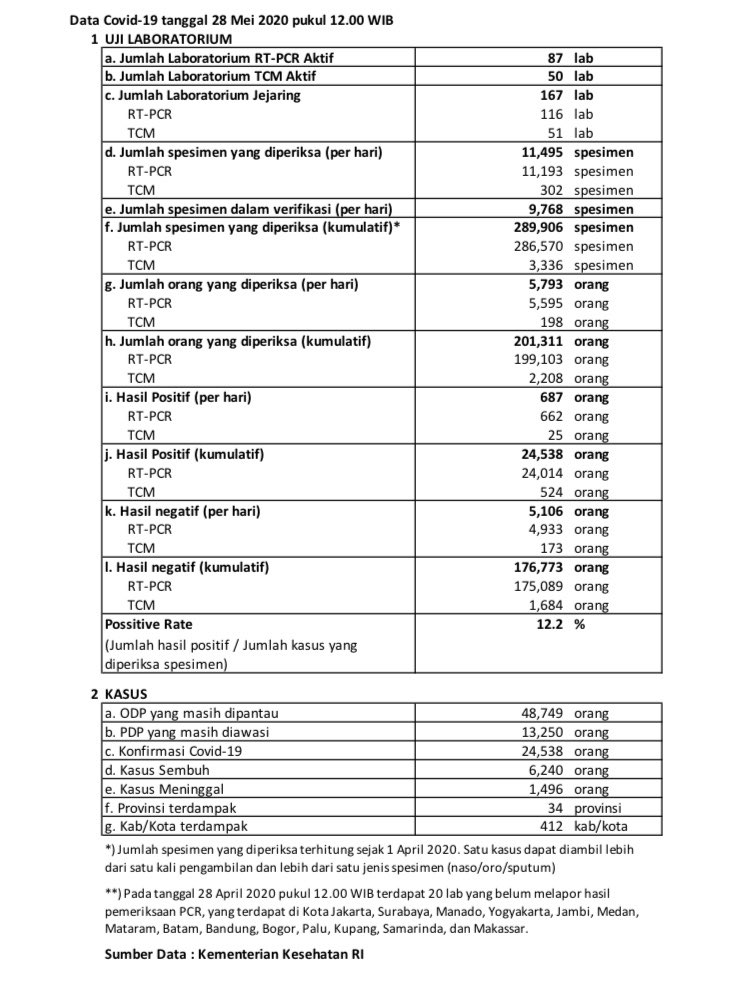 Data Covid-19 tanggal 28 Mei 2020 pukul 12.00 WIB
1 UJI LABORATORIUM
a. Jumlah Laboratorium RT-PCR Aktif 87 lab
b. Jumlah Laboratorium TCM Aktif 50 lab
c. Jumlah Laboratorium Jejaring 167 lab
RT-PCR 116 lab
TCM 51 lab
d. Jumlah spesimen yang diperiksa (per hari) 11,495 spesimen
RT-PCR 11,193 spesimen
TCM 302 spesimen
e. Jumlah spesimen dalam verifikasi (per hari) 9,768 spesimen
f. Jumlah spesimen yang diperiksa (kumulatif)* 289,906 spesimen
RT-PCR 286,570 spesimen
TCM 3,336 spesimen
g. Jumlah orang yang diperiksa (per hari) 5,793 orang
RT-PCR 5,595 orang
TCM 198 orang
h. Jumlah orang yang diperiksa (kumulatif) 201,311 orang
RT-PCR 199,103 orang
TCM 2,208 orang
i. Hasil Positif (per hari) 687 orang
RT-PCR 662 orang
TCM 25 orang
j. Hasil Positif (kumulatif) 24,538 orang
RT-PCR 24,014 orang
TCM 524 orang
k. Hasil negatif (per hari) 5,106 orang
RT-PCR 4,933 orang
TCM 173 orang
l. Hasil negatif (kumulatif) 176,773 orang
RT-PCR 175,089 orang
TCM 1,684 orang
Possitive Rate 12.2 %
(Jumlah hasil positif / Jumlah kasus yang
diperiksa spesimen)
2 KASUS
a. ODP yang masih dipantau 48,749 orang
b. PDP yang masih diawasi 13,250 orang
c. Konfirmasi Covid-19 24,538 orang
d. Kasus Sembuh 6,240 orang
e. Kasus Meninggal 1,496 orang
f. Provinsi terdampak 34 provinsi
g. Kab/Kota terdampak 412 kab/kota
*) Jumlah spesimen yang diperiksa terhitung sejak 1 April 2020. Satu kasus dapat diambil lebih
dari satu kali pengambilan dan lebih dari satu jenis spesimen (naso/oro/sputum)
**) Pada tanggal 28 April 2020 pukul 12.00 WIB terdapat 20 lab yang belum melapor hasil
pemeriksaan PCR, yang terdapat di Kota Jakarta, Surabaya, Manado, Yogyakarta, Jambi, Medan,
Mataram, Batam, Bandung, Bogor, Palu, Kupang, Samarinda, dan Makassar.
Sumber Data : Kementerian Kesehatan RI